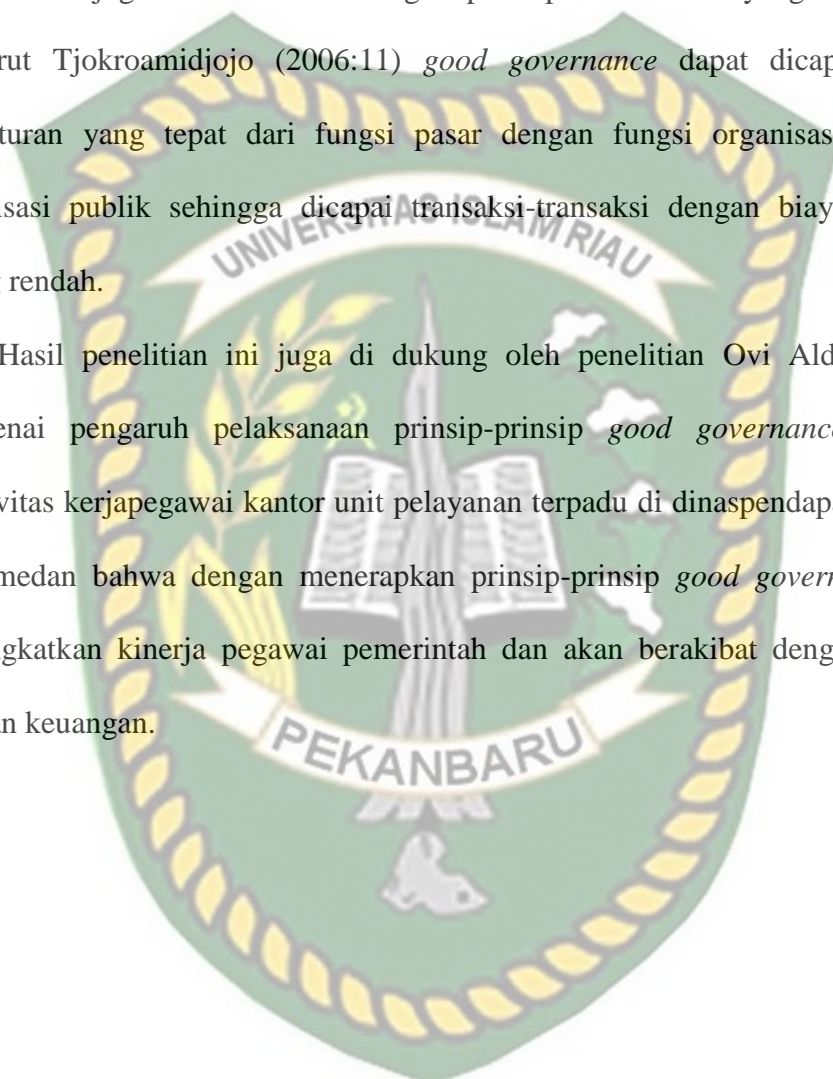 rut Tjokroamidjojo (2006:11) good governance dapat dicap
turan yang tepat dari fungsi pasar dengan fungsi organisas
sasi publik sehingga dicapai transaksi-transaksi dengan biay
rendah.
UNIVERSITAS ISLAM RIAU
Hasil penelitian ini juga di dukung oleh penelitian Ovi Ald
enai pengaruh pelaksanaan prinsip-prinsip good governance
vitas kerjapegawai kantor unit pelayanan terpadu di dinaspendapa
medan bahwa dengan menerapkan prinsip-prinsip good govern
gkatkan kinerja pegawai pemerintah dan akan berakibat deng
an keuangan.
PEKANBARU